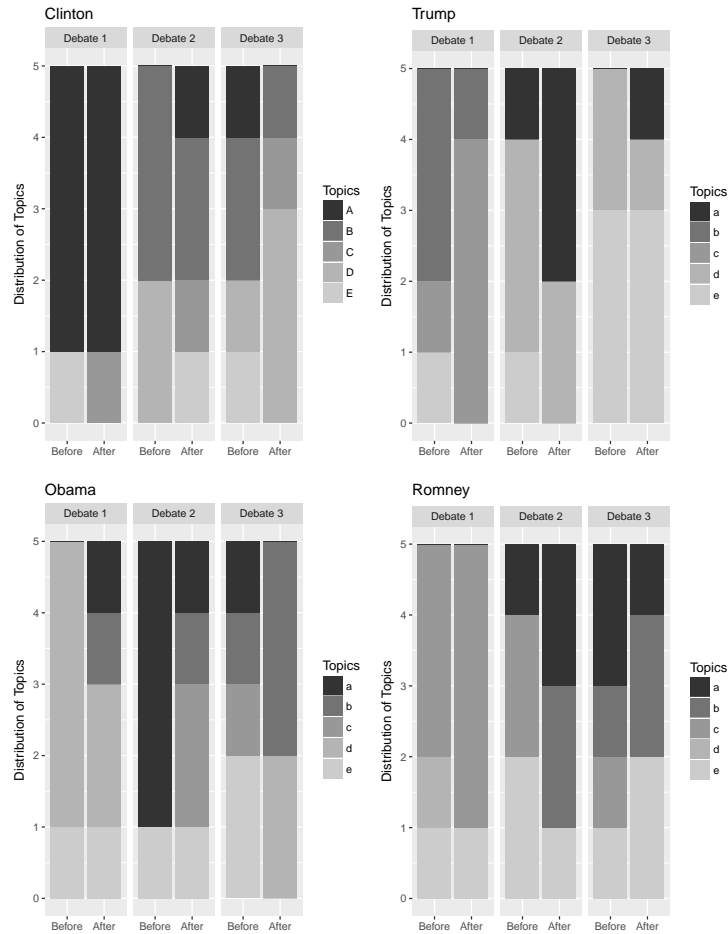 Clinton
Debate 1 Debate 2 Debate 3
5
4
3
2
1
0
Distribution of Topics
Before After Before After Before After
Topics
A
B
C
D
E
Trump
Debate 1 Debate 2 Debate 3
5
4
3
2
1
0
Distribution of Topics
Before After Before After Before After
Topics
a
b
c
d
e
Obama
Debate 1 Debate 2 Debate 3
5
4
3
2
1
0
Distribution of Topics
Before After Before After Before After
Topics
a
b
c
d
e
Romney
Debate 1 Debate 2 Debate 3
5
4
3
2
1
0
Distribution of Topics
Before After Before After Before After
Topics
a
b
c
d
e